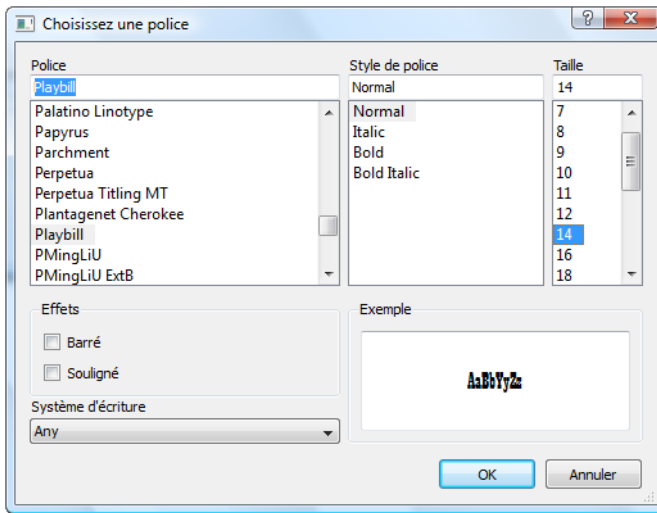 Choisissez une police
Police
Style de police
Taille
Playbill
Normal
14
Palatino Linotype
Papyrus
Parchment
Perpetua
Perpetua Titling MT
Plantagenet Cherokee
Playbill
PMingLiU
PMingLiU ExtB
Normal
Italic
Bold
Bold Italic
7
8
9
10
11
12
14
16
18
Effets
Barré
Souligné
Système d'écriture
Any
Exemple
AaBbYyZz
OK
Annuler